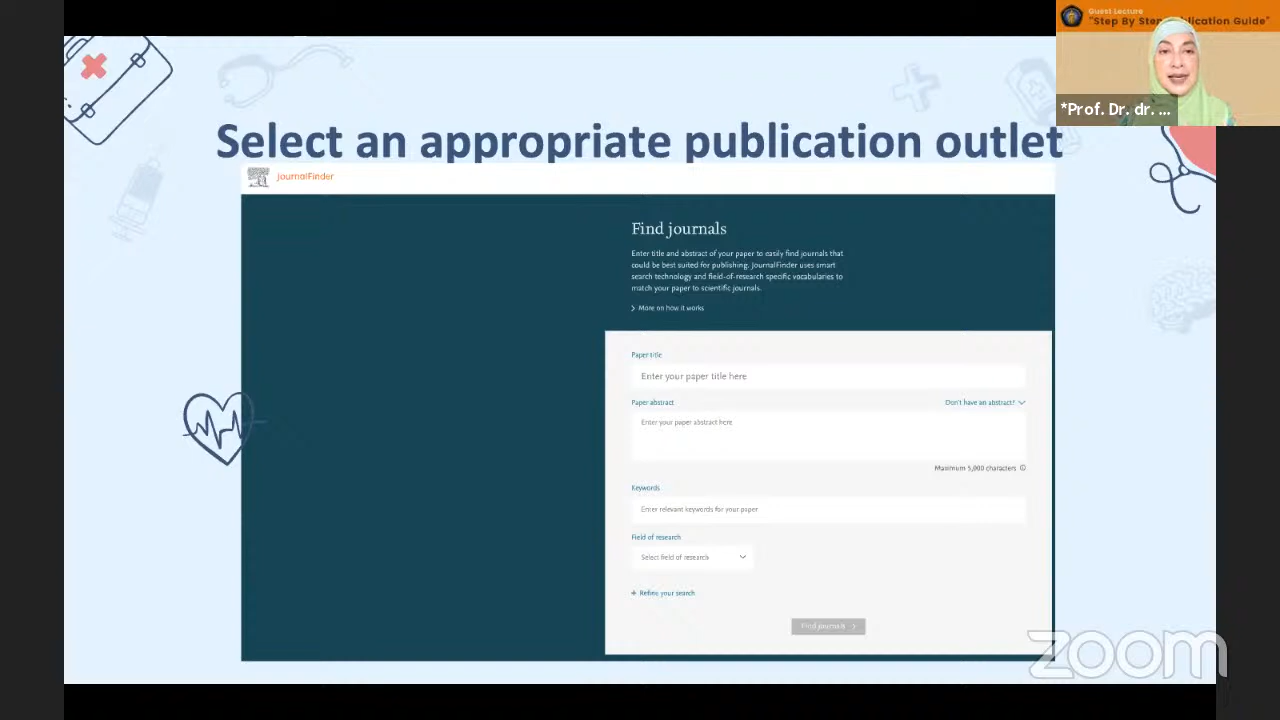 Guest Lecture
"Step By Step Publication Guide"
*Prof. Dr. dr. ...
Select an appropriate publication outlet
JournalFinder
Find journals
Enter title and abstract of your paper to easily find journals that
could be best suited for publishing. JournalFinder uses smart
search technology and field-of-research specific vocabularies to
match your paper to scientific journals.
More on how it works
Paper title
Enter your paper title here
Paper abstract
Don't have an abstract?
Enter your paper abstract here
Maximum 5,000 characters
Keywords
Enter relevant keywords for your paper
Field of research
Select field of research
+ Refine your search
Find journals
zoom